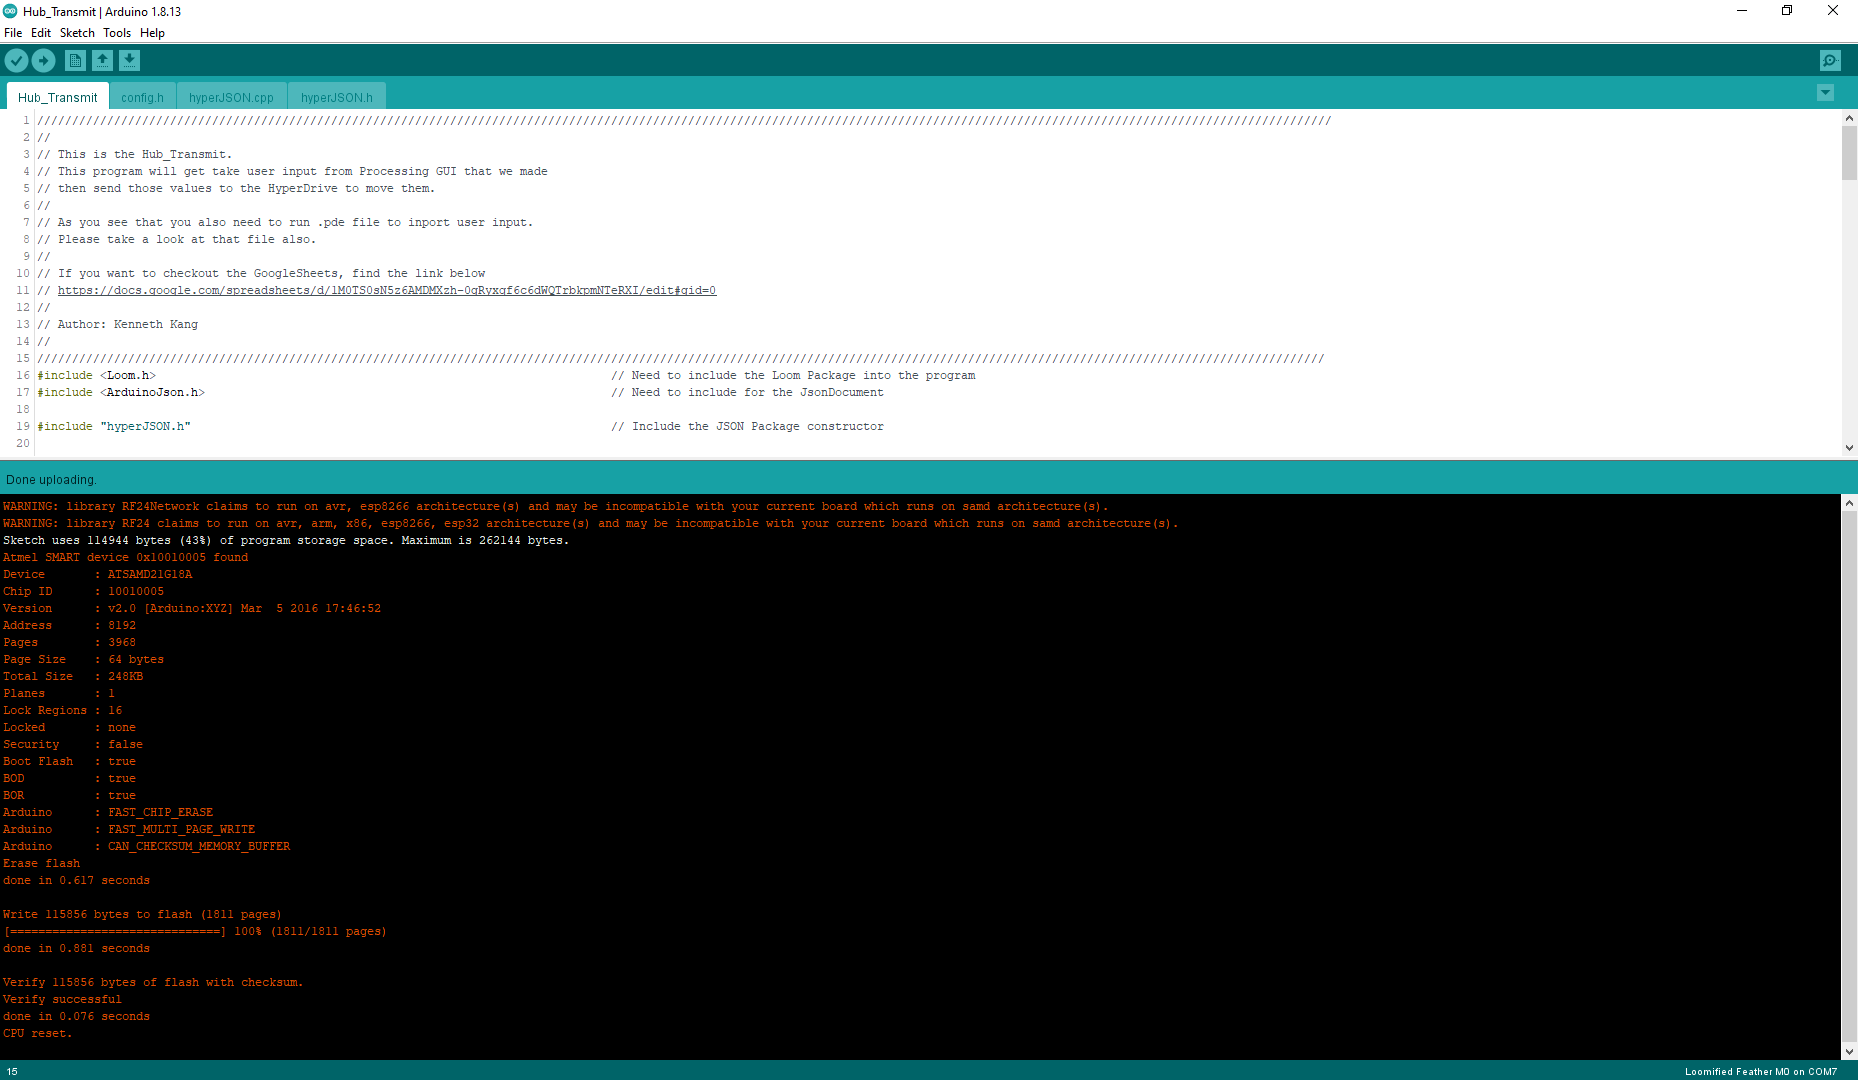 Hub_Transmit | Arduino 1.8.13
File Edit Sketch Tools Help
Hub_Transmit config.h hyperJSON.cpp hyperJSON.h
1 /////////////////////////////////////////////////////////////////////////////////////////////////////////////////////////////////////////////////////////////////////////////////////////
2 //
3 // This is the Hub_Transmit.
4 // This program will get take user input from Processing GUI that we made
5 // then send those values to the HyperDrive to move them.
6 //
7 // As you see that you also need to run .pde file to inport user input.
8 // Please take a look at that file also.
9 //
10 // If you want to checkout the GoogleSheets, find the link below
11 // https://docs.google.com/spreadsheets/d/1M0TS0sN5z6AMDMXzh-0gRyxqf6c6dWQTrbkpmNTeRXI/edit#gid=0
12 //
13 // Author: Kenneth Kang
14 //
15 ////////////////////////////////////////////////////////////////////////////////////////////////////////////////////////////////////////////////////////////////////////////////////////
16 #include <Loom.h> // Need to include the Loom Package into the program
17 #include <ArduinoJson.h> // Need to include for the JsonDocument
18
19 #include "hyperJSON.h" // Include the JSON Package constructor
20
Done uploading.
WARNING: library RF24Network claims to run on avr, esp8266 architecture(s) and may be incompatible with your current board which runs on samd architecture(s).
WARNING: library RF24 claims to run on avr, arm, x86, esp8266, esp32 architecture(s) and may be incompatible with your current board which runs on samd architecture(s).
Sketch uses 114944 bytes (43%) of program storage space. Maximum is 262144 bytes.
Atmel SMART device 0x10010005 found
Device : ATSAMD21G18A
Chip ID : 10010005
Version : v2.0 [Arduino:XYZ] Mar 5 2016 17:46:52
Address : 8192
Pages : 3968
Page Size : 64 bytes
Total Size : 248KB
Planes : 1
Lock Regions : 16
Locked : none
Security : false
Boot Flash : true
BOD : true
BOR : true
Arduino : FAST_CHIP_ERASE
Arduino : FAST_MULTI_PAGE_WRITE
Arduino : CAN_CHECKSUM_MEMORY_BUFFER
Erase flash
done in 0.617 seconds
Write 115856 bytes to flash (1811 pages)
[==============================] 100% (1811/1811 pages)
done in 0.881 seconds
Verify 115856 bytes of flash with checksum.
Verify successful
done in 0.076 seconds
CPU reset.
15 Loomified Feather M0 on COM7